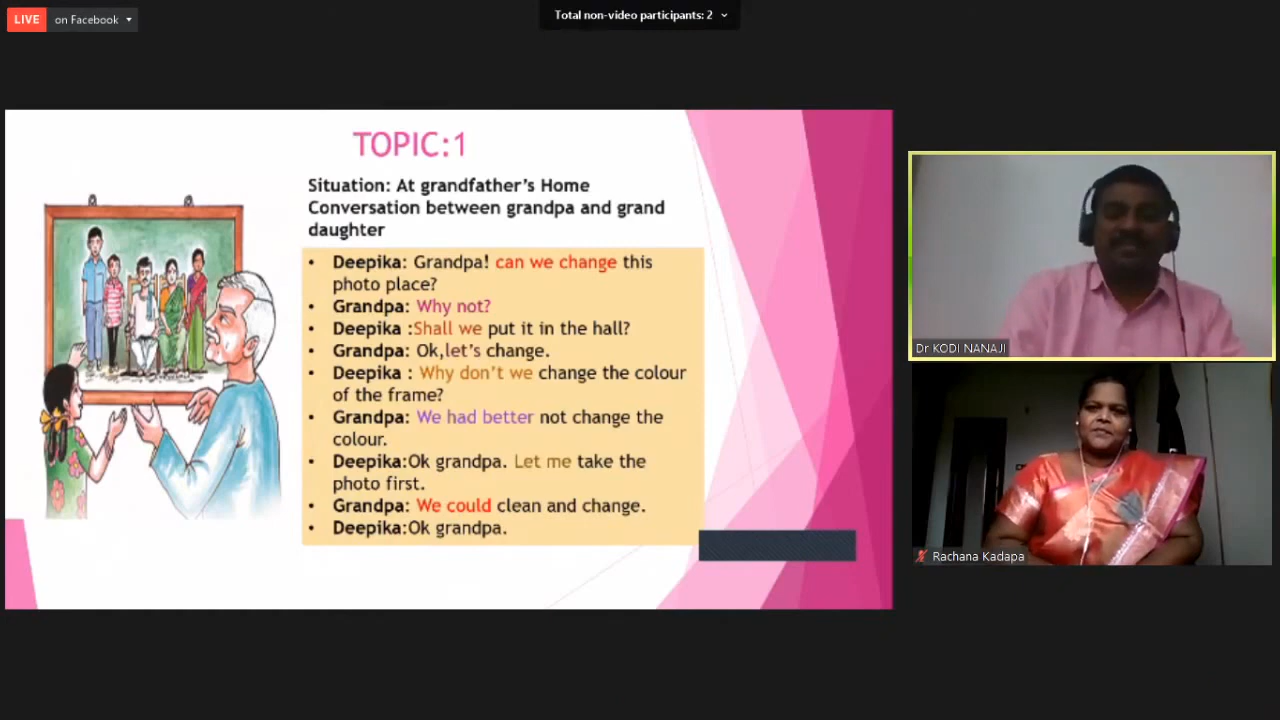 LIVE on Facebook
Total non-video participants: 2
TOPIC:1
Situation: At grandfather's Home
Conversation between grandpa and grand
daughter
• Deepika: Grandpa! can we change this
photo place?
• Grandpa: Why not?
• Deepika :Shall we put it in the hall?
• Grandpa: Ok,let's change.
• Deepika : Why don't we change the colour
of the frame?
• Grandpa: We had better not change the
colour.
• Deepika:Ok grandpa. Let me take the
photo first.
• Grandpa: We could clean and change.
• Deepika:Ok grandpa.
Dr KODI NANAJI
Rachana Kadapa